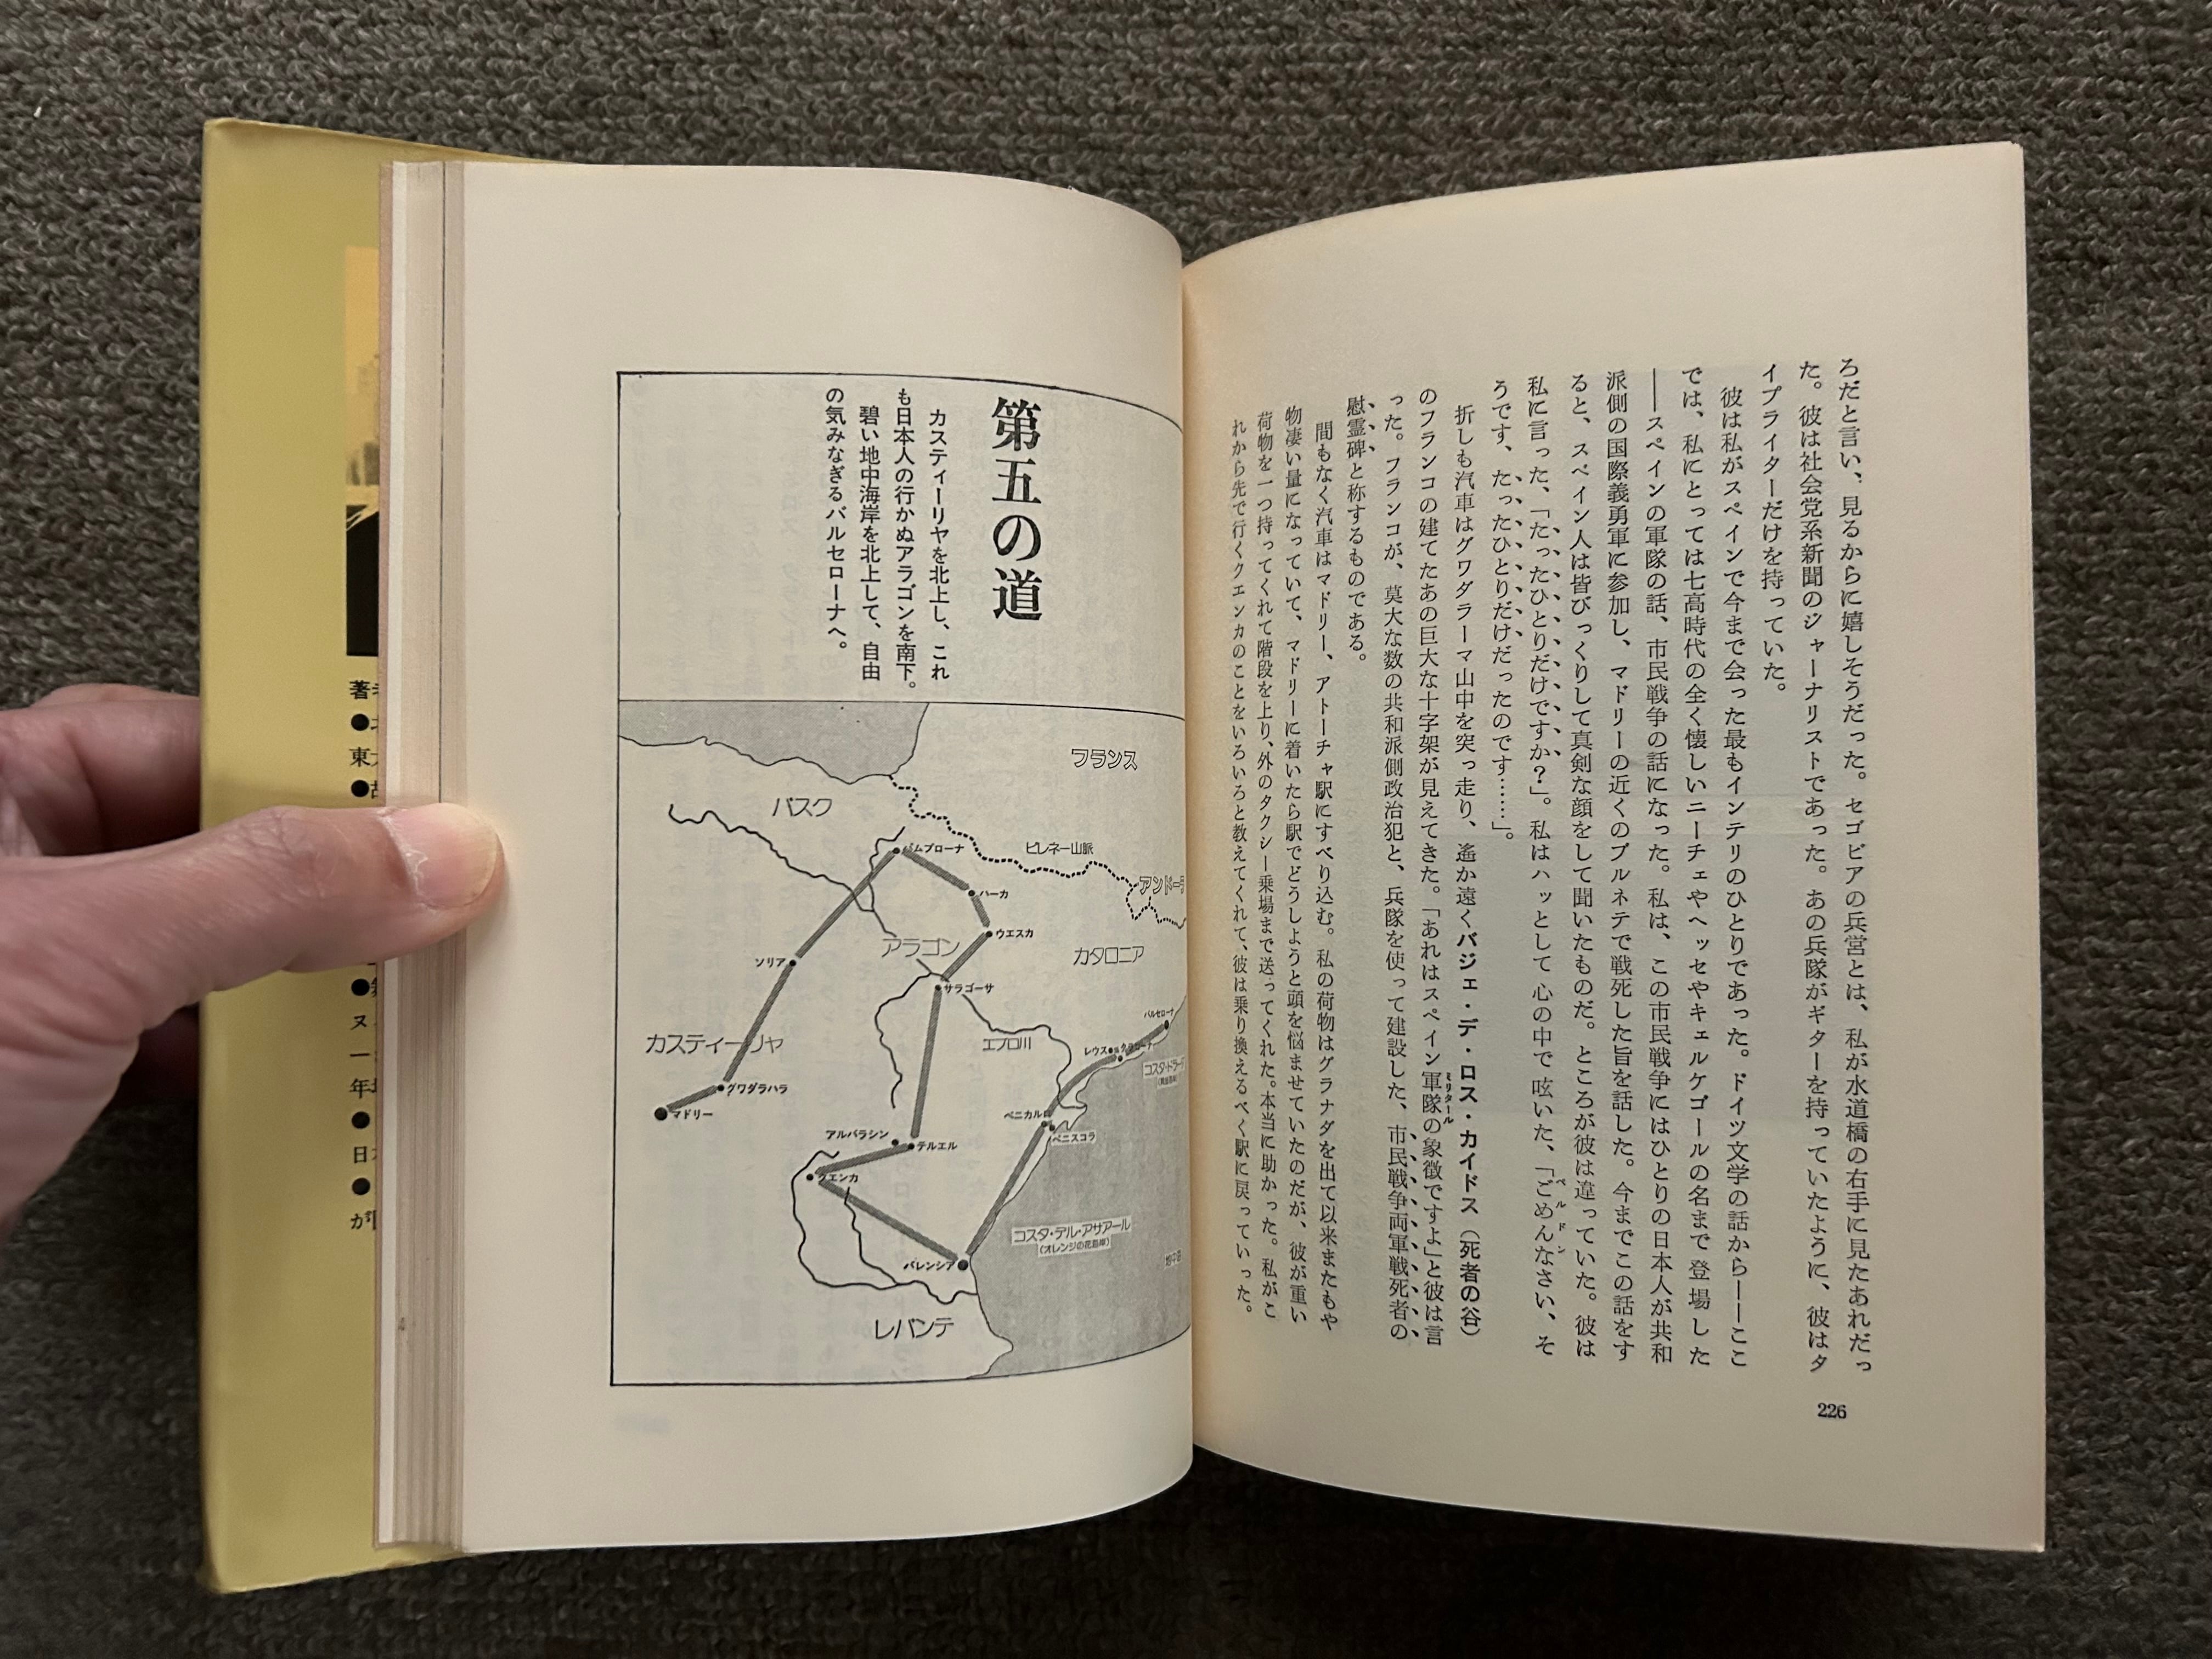 ろだと言い、見るからに嬉しそうだった。セゴビアの兵営とは、私が水道橋の右手に見たあれだっ
た。彼は社会党系新聞のジャーナリストであった。あの兵隊がギターを持っていたように、彼はタ
イプライターだけを持っていた。
彼は私がスペインで今まで会った最もインテリのひとりであった。ドイツ文学の話から――ここ
では、私にとっては七高時代の全く懐しいニーチェやヘッセやキェルケゴールの名まで登場した
――スペインの軍隊の話、市民戦争の話になった。私は、この市民戦争にはひとりの日本人が共和
派側の国際義勇軍に参加し、マドリーの近くのブルネテで戦死した旨を話した。今までこの話をす
ると、スペイン人は皆びっくりして真剣な顔をして聞いたものだ。ところが彼は違っていた。彼は
私に言った、「たったひとりだけですか?」。私はハッとして心の中で呟いた、「ごめんなさい、そ
ペルドン
うです、たったひとりだけだったのです……」。
折しも汽車はグワダラーマ山中を突っ走り、遙か遠くバジェ・デ・ロス・カイドス(死者の谷)
のフランコの建てたあの巨大な十字架が見えてきた。「あれはスペイン軍隊の象徴ですよ」と彼は言
ミリタール
った。フランコが、莫大な数の共和派側政治犯と、兵隊を使って建設した、市民戦争両軍戦死者の
慰霊碑と称するものである。
間もなく汽車はマドリー、アトーチャ駅にすべり込む。私の荷物はグラナダを出て以来またもや
物凄い量になっていて、マドリーに着いたら駅でどうしようと頭を悩ませていたのだが、彼が重い
荷物を一つ持ってくれて階段を上り、外のタクシー乗場まで送ってくれた。本当に助かった。私がこ
れから先で行くクエンカのことをいろいろと教えてくれて、彼は乗り換えるべく駅に戻っていった。
226
第五の道
カスティーリャを北上し、これ
も日本人の行かぬアラゴンを南下。
碧い地中海岸を北上して、自由
の気みなぎるバルセローナへ。
フランス
バスク
パムプローナ
ピレネー山脈
アンドー
ハーカ
ウエスカ
アラゴン
カタロニア
ソリア
サラゴーサ
バルセローナ
カスティーリャ
エブロ川
レウス
グワダラハラ
マドリー
ベニカルロ
ペニスコラ
アルバラシン
テルエル
クエンカ
コスタ・デル・アサアール
(オレンジの花海岸)
バレンシア
レバンテ
著
●
東
●
●
ヌ
一
年
●
日
●
が